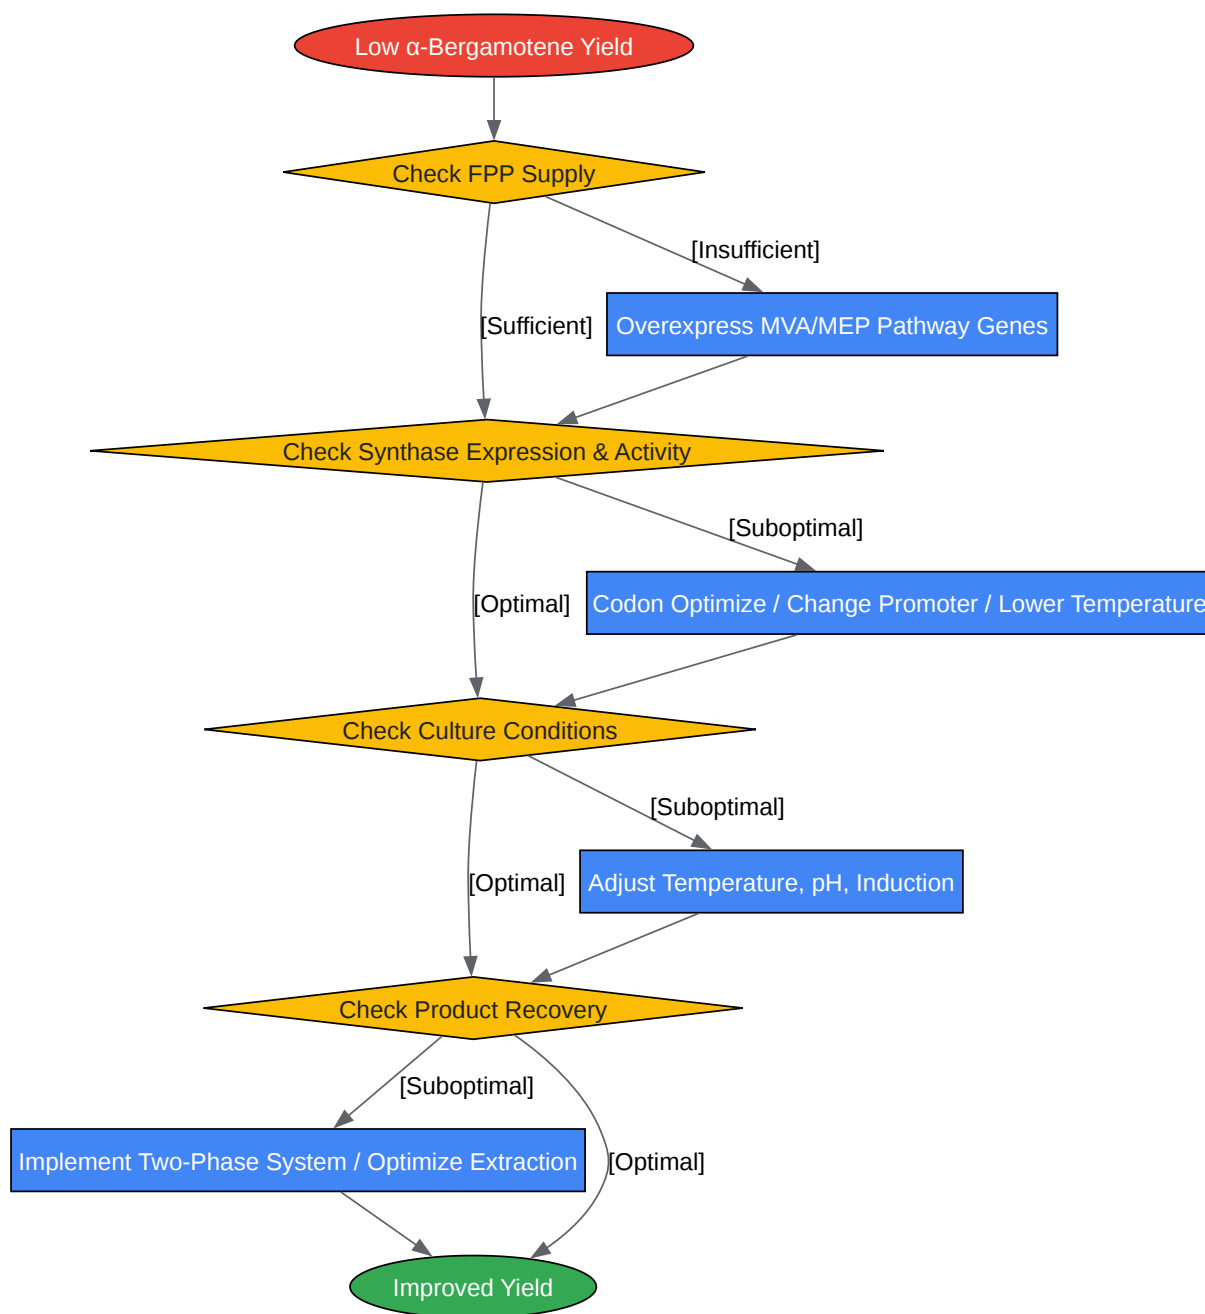 Low α-Bergamotene Yield
Check FPP Supply
[Insufficient]
[Sufficient]
Overexpress MVA/MEP Pathway Genes
Check Synthase Expression & Activity
[Suboptimal]
[Optimal]
Codon Optimize / Change Promoter / Lower Temperature
Check Culture Conditions
[Suboptimal]
[Optimal]
Adjust Temperature, pH, Induction
Check Product Recovery
[Suboptimal]
Implement Two-Phase System / Optimize Extraction
[Optimal]
Improved Yield